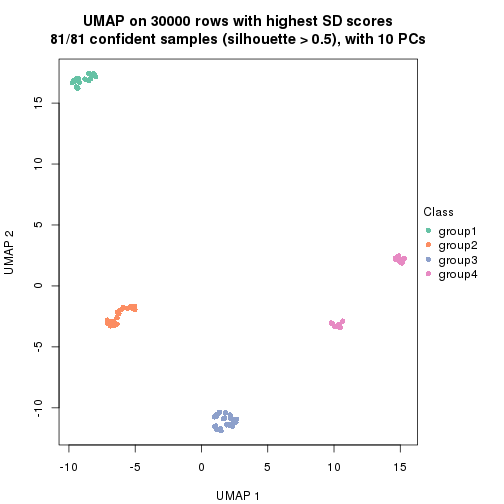 UMAP on 30000 rows with highest SD scores
81/81 confident samples (silhouette > 0.5), with 10 PCs
UMAP 2
15
10
5
0
-5
-10
-10
-5
0
5
10
15
UMAP 1
Class
group1
group2
group3
group4